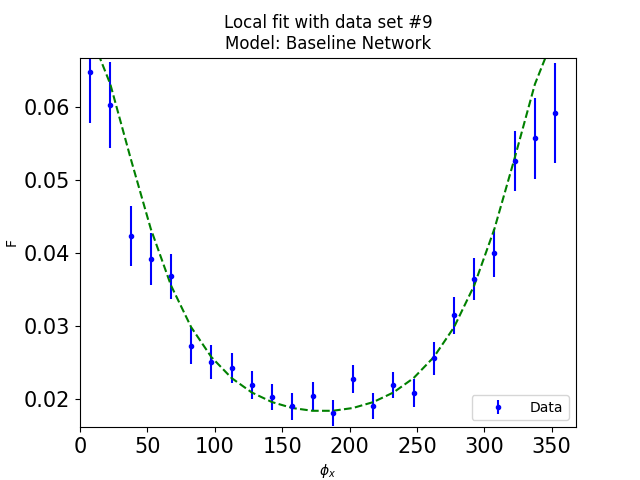 Local fit with data set #9
Model: Baseline Network
0.06
0.05
0.04
0.03
0.02
F
0 50 100 150 200 250 300 350
ϕₓ
Data